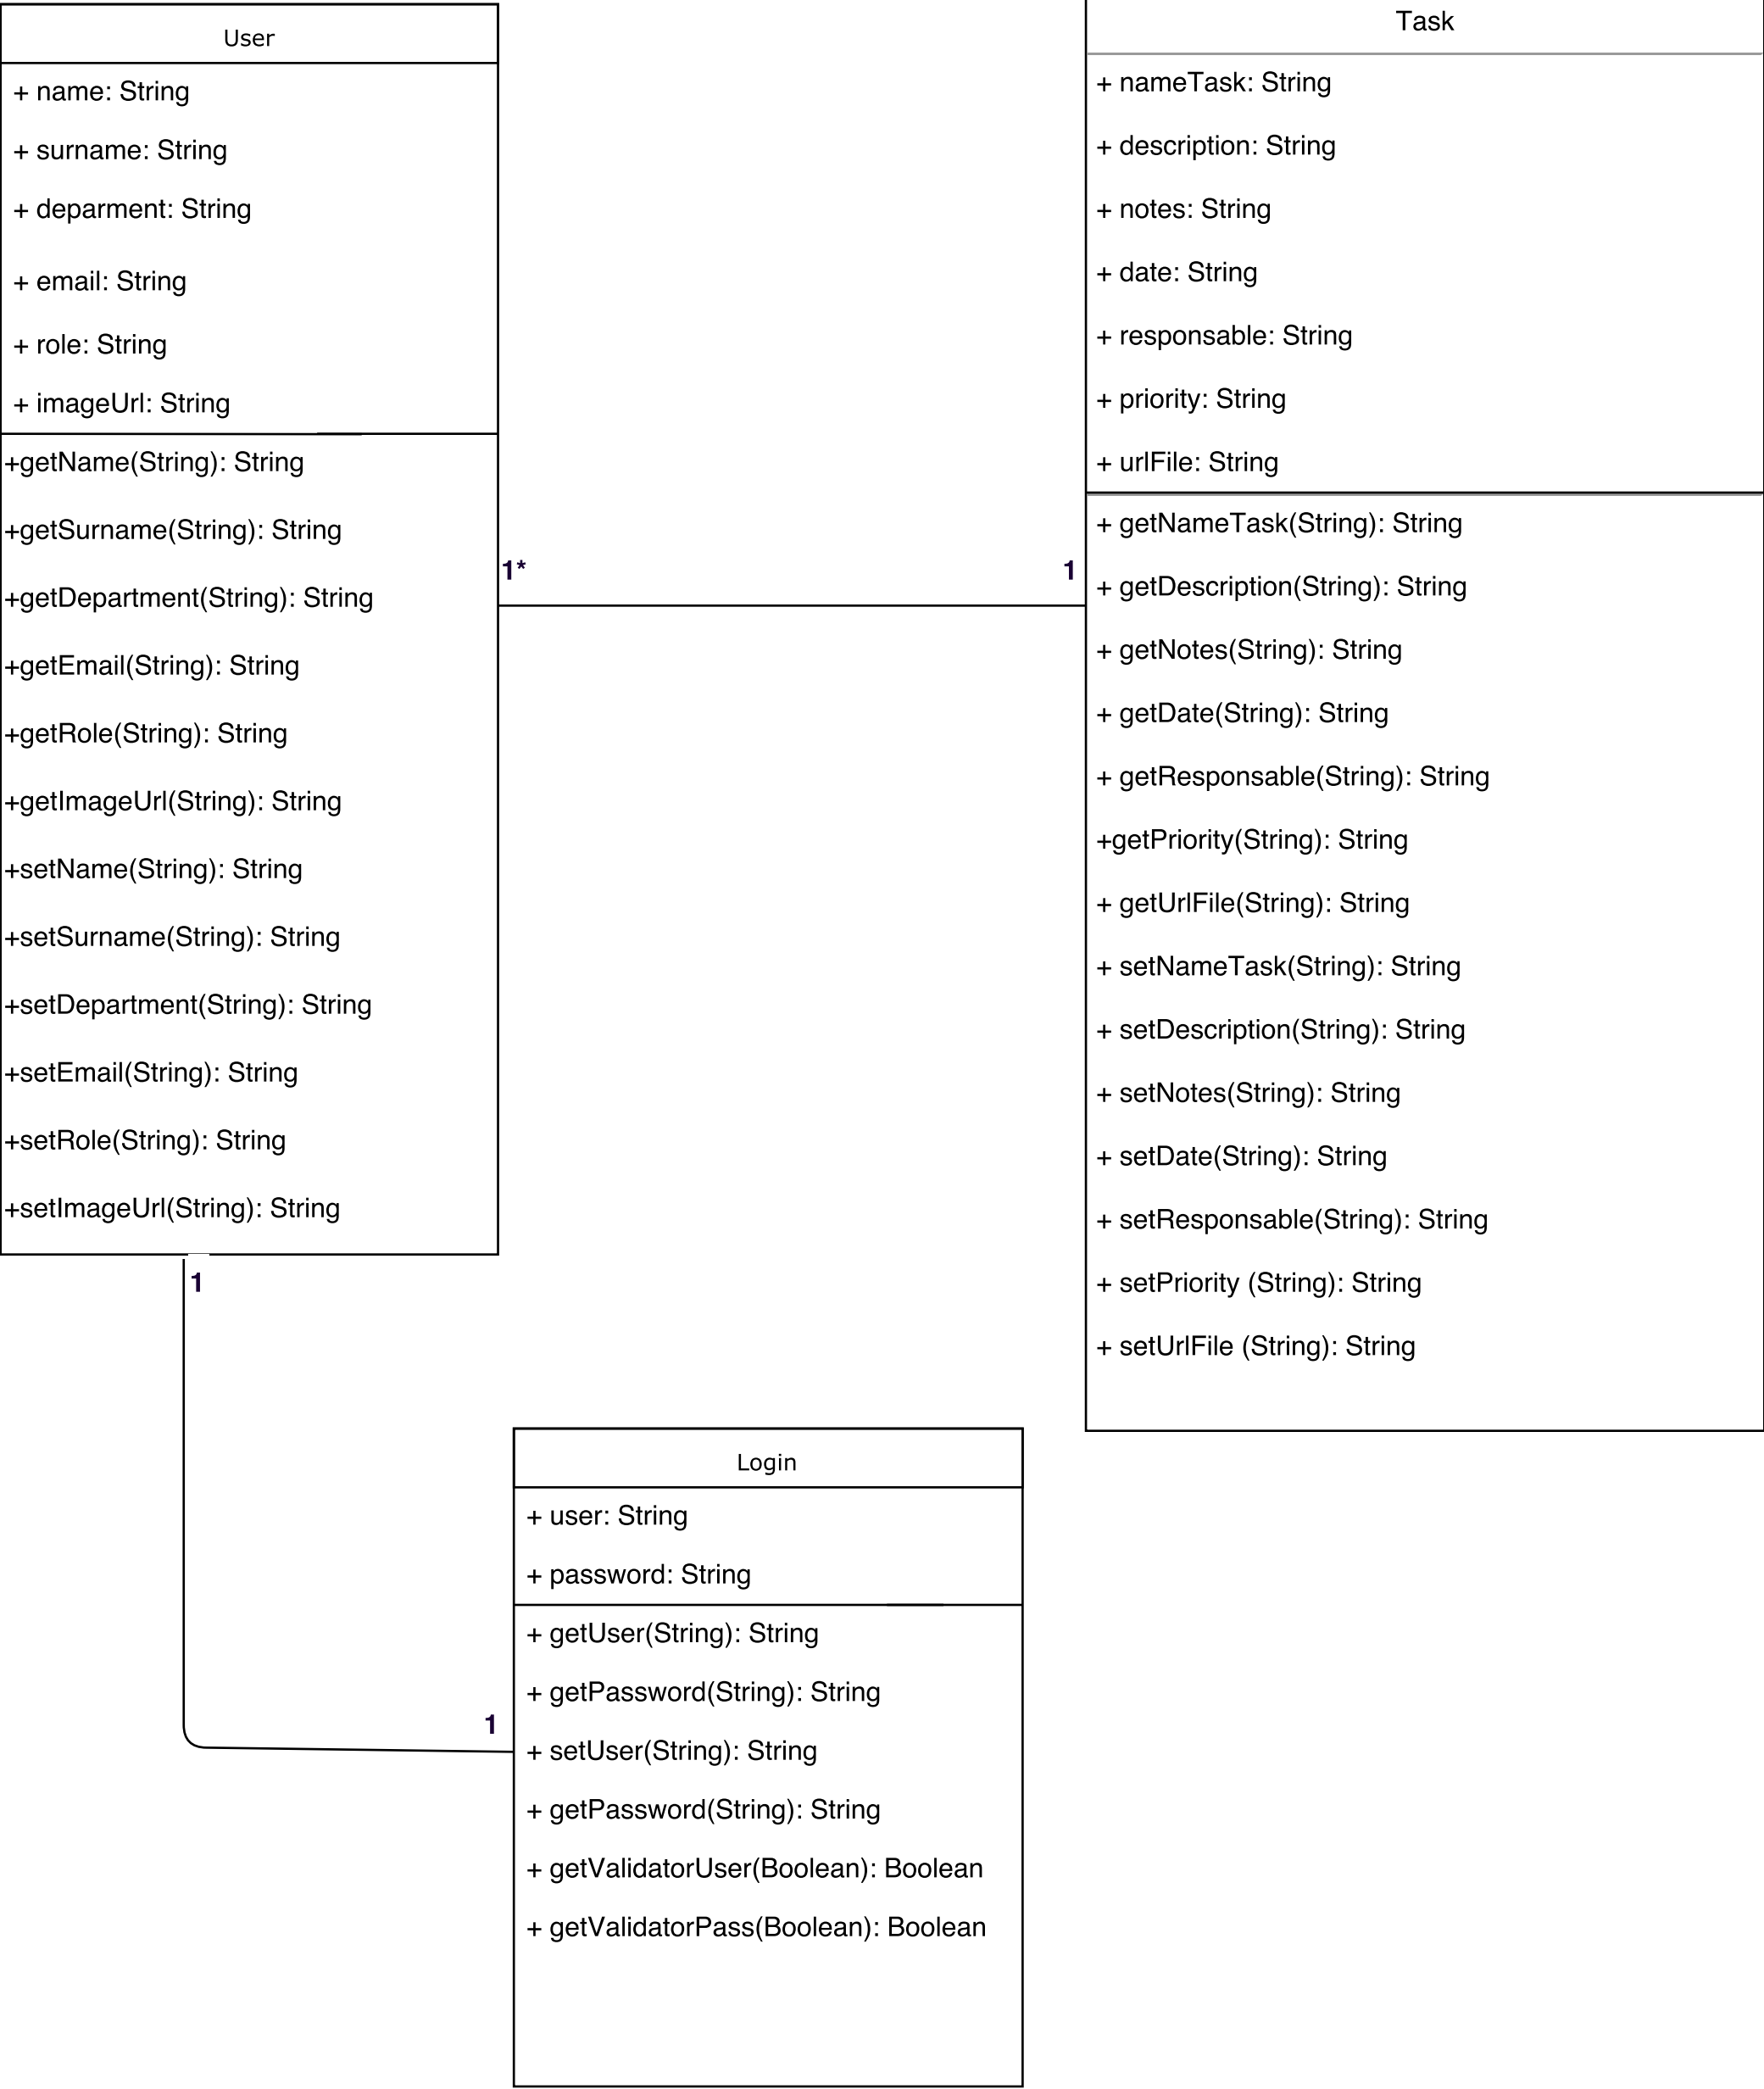 User
+ name: String
+ surname: String
+ deparment: String
+ email: String
+ role: String
+ imageUrl: String
+getName(String): String
+getSurname(String): String
+getDepartment(String): String
+getEmail(String): String
+getRole(String): String
+getImageUrl(String): String
+setName(String): String
+setSurname(String): String
+setDepartment(String): String
+setEmail(String): String
+setRole(String): String
+setImageUrl(String): String
1*
1
Task
+ nameTask: String
+ description: String
+ notes: String
+ date: String
+ responsable: String
+ priority: String
+ urlFile: String
+ getNameTask(String): String
+ getDescription(String): String
+ getNotes(String): String
+ getDate(String): String
+ getResponsable(String): String
+getPriority(String): String
+ getUrlFile(String): String
+ setNameTask(String): String
+ setDescription(String): String
+ setNotes(String): String
+ setDate(String): String
+ setResponsable(String): String
+ setPriority (String): String
+ setUrlFile (String): String
1
1
Login
+ user: String
+ password: String
+ getUser(String): String
+ getPassword(String): String
+ setUser(String): String
+ getPassword(String): String
+ getValidatorUser(Boolean): Boolean
+ getValidatorPass(Boolean): Boolean